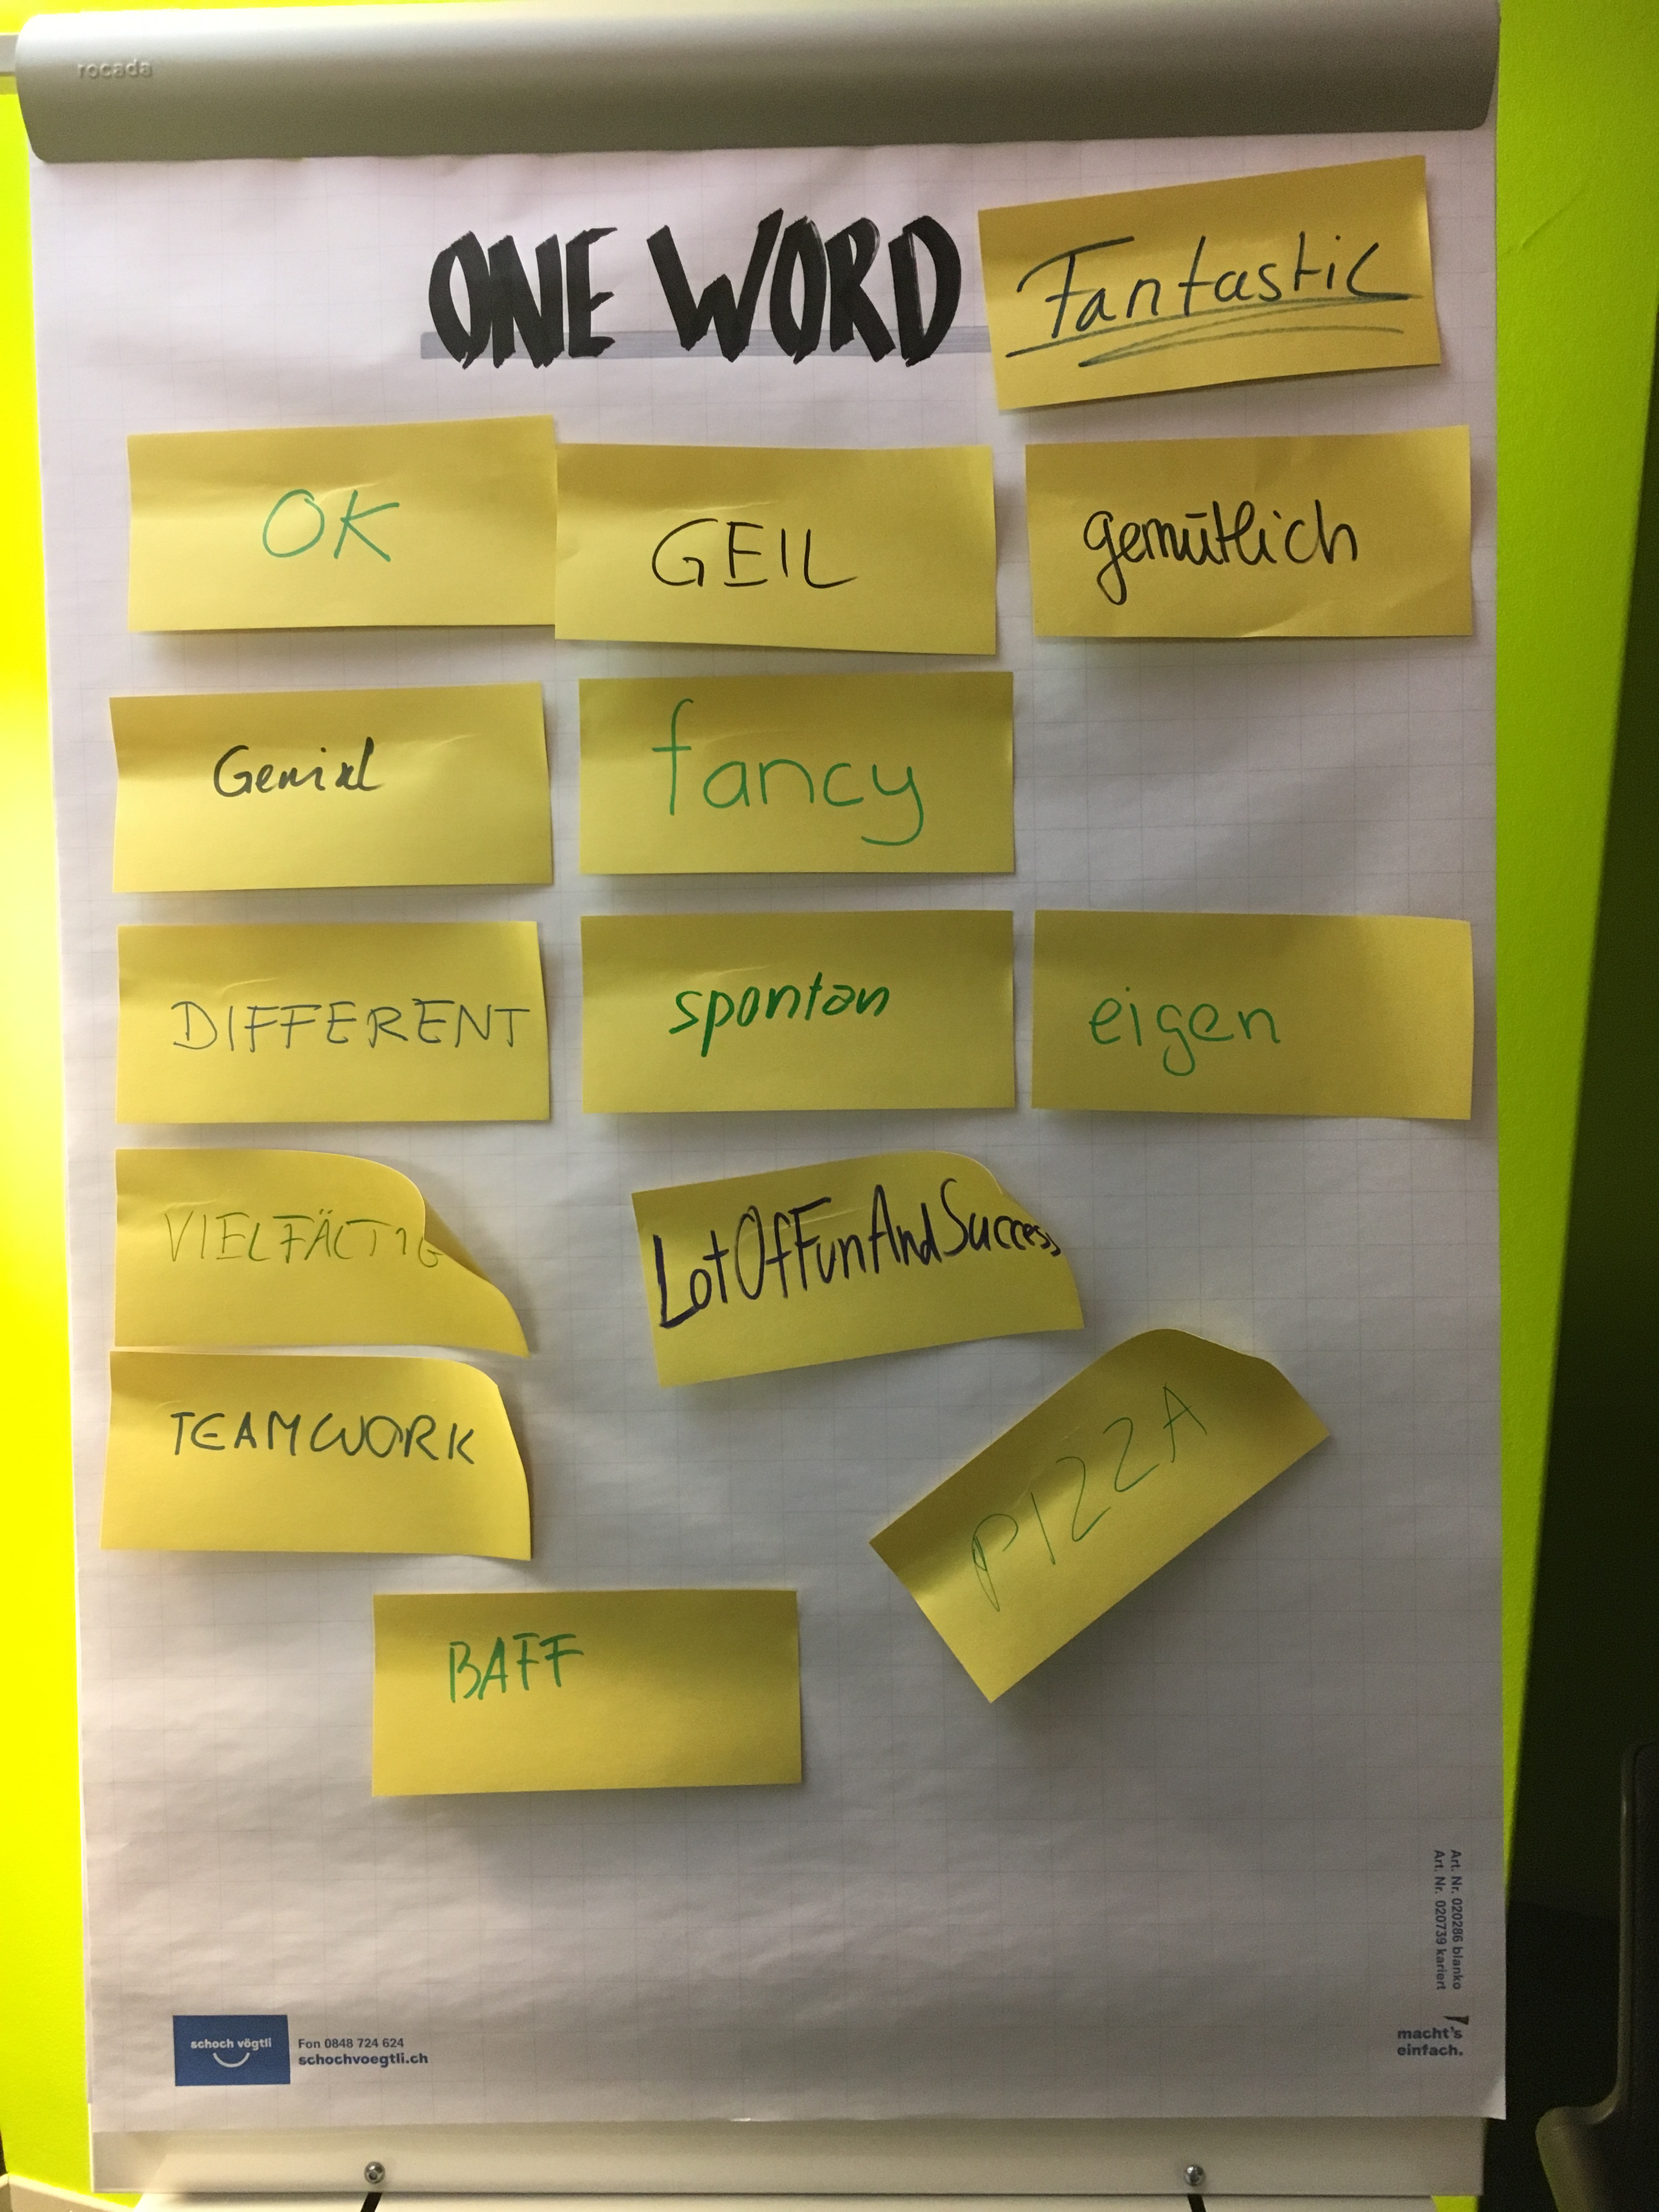 rocada
ONE WORD
Fantastic
OK
GEIL
gemütlich
Genial
fancy
DIFFERENT
spontan
eigen
VIELFÄLTIG
LotOfFunAndSuccess
TEAMWORK
PIZZA
BAFF
Art. Nr. 020286 blanko
Art. Nr. 020739 kariert
schoch vögtli
Fon 0848 724 624
schochvoegtli.ch
macht's
einfach.